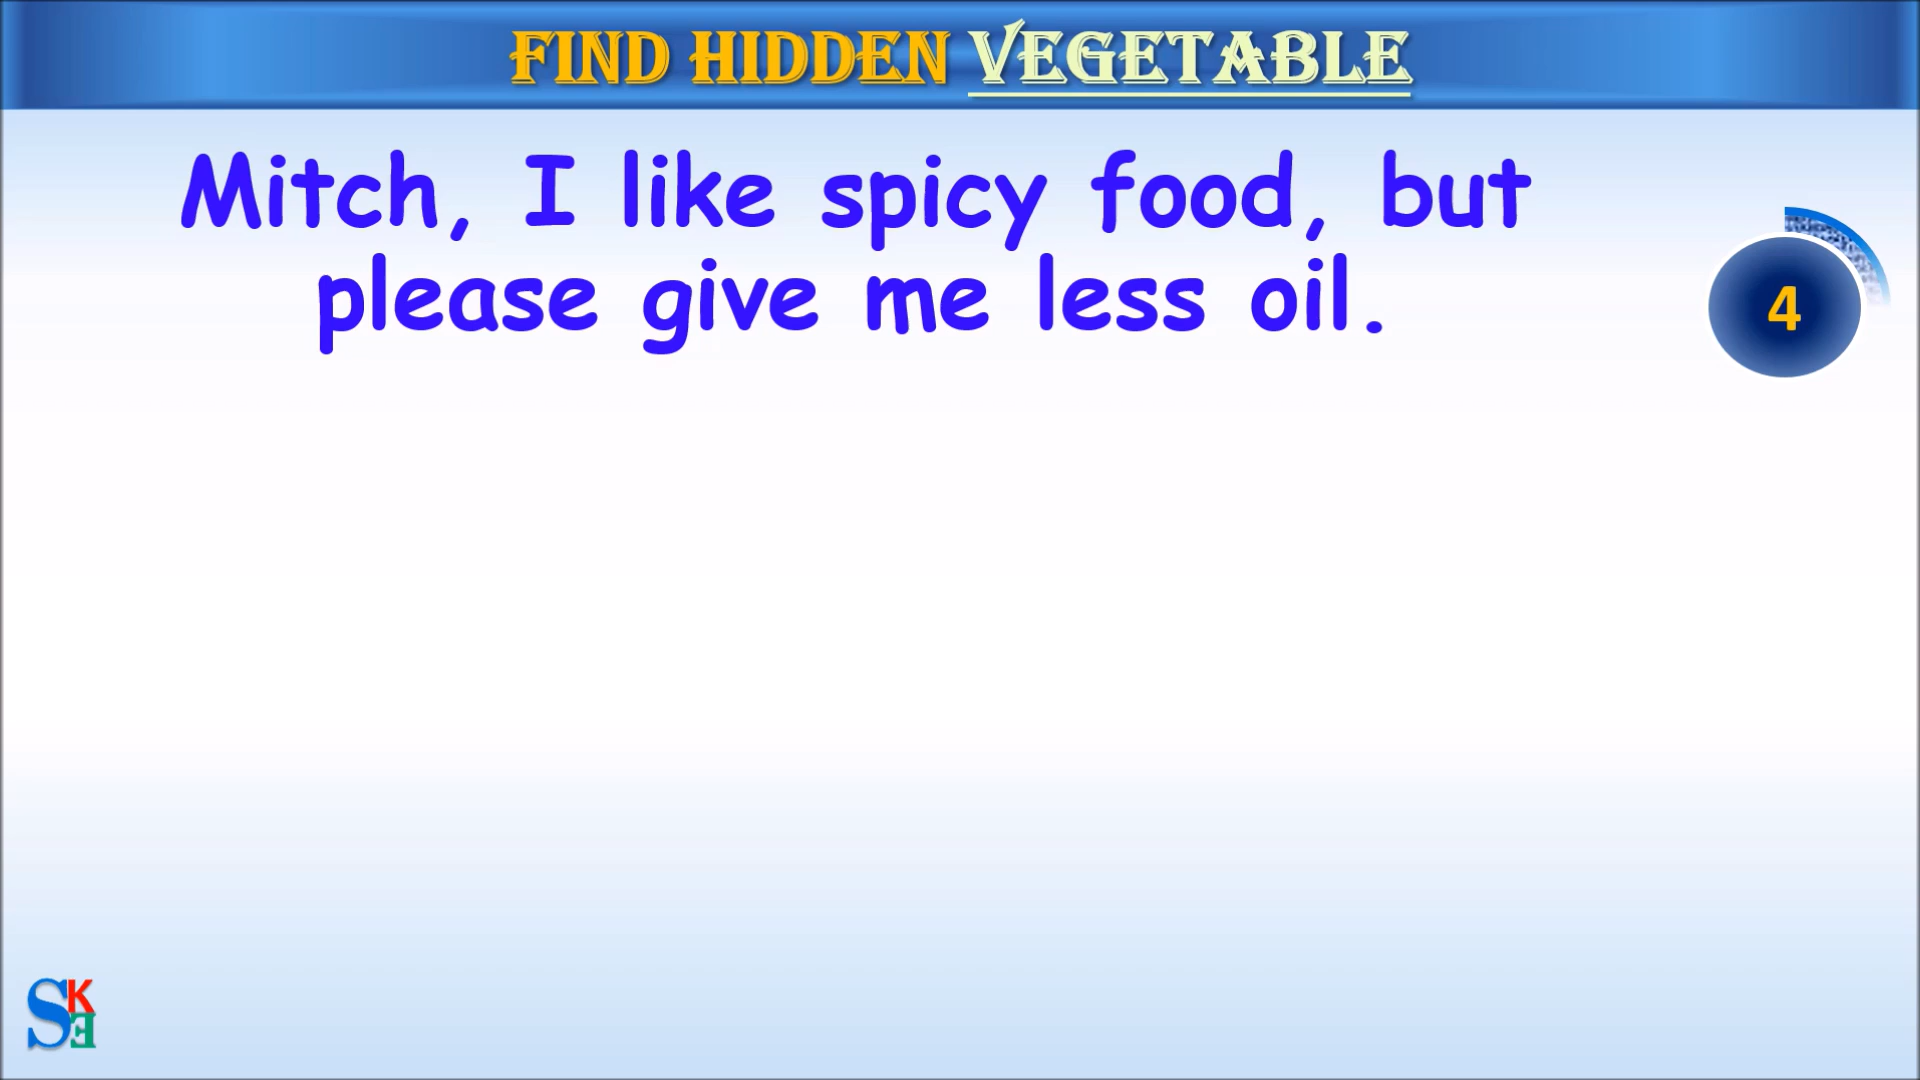 FIND HIDDEN VEGETABLE
Mitch, I like spicy food, but
please give me less oil.
4
SKE